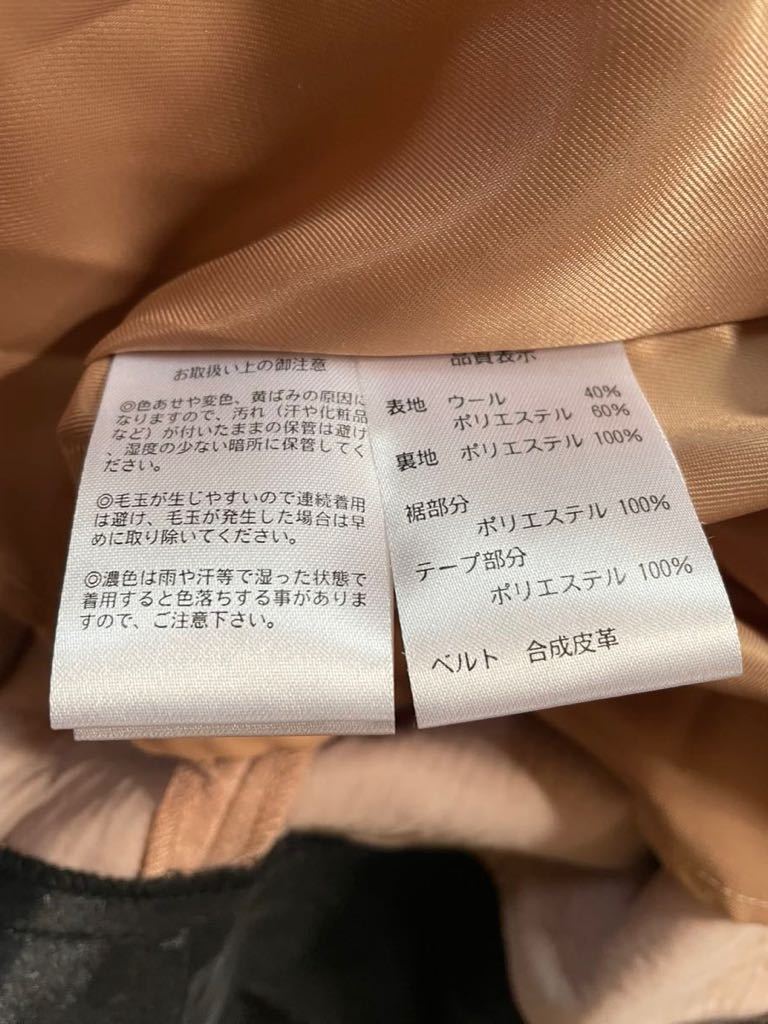 お取扱い上の御注意
◎色あせや変色、黄ばみの原因に
なりますので、汚れ（汗や化粧品
など）が付いたままの保管は避け
、湿度の少ない暗所に保管してく
ださい。
◎毛玉が生じやすいので連続着用
は避け、毛玉が発生した場合は早
めに取り除いてください。
◎濃色は雨や汗等で湿った状態で
着用すると色落ちする事がありま
すので、ご注意下さい。
品質表示
表地 ウール 40%
ポリエステル 60%
裏地 ポリエステル 100%
裾部分
ポリエステル 100%
テープ部分
ポリエステル 100%
ベルト 合成皮革